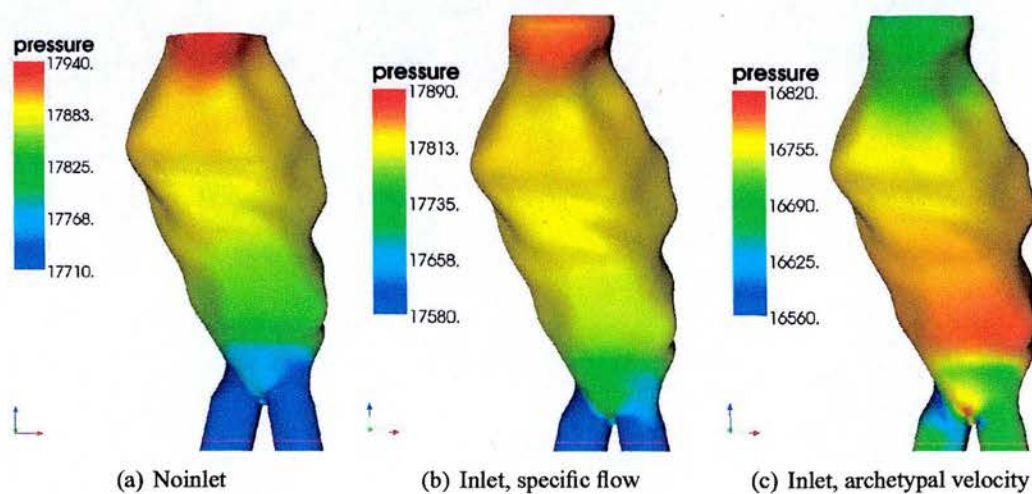 pressure
17940.
17883.
17825.
17768.
17710.
pressure
17890.
17813.
17735.
17658.
17580.
pressure
16820.
16755.
16690.
16625.
16560.
(a) Noinlet
(b) Inlet, specific flow
(c) Inlet, archetypal velocity